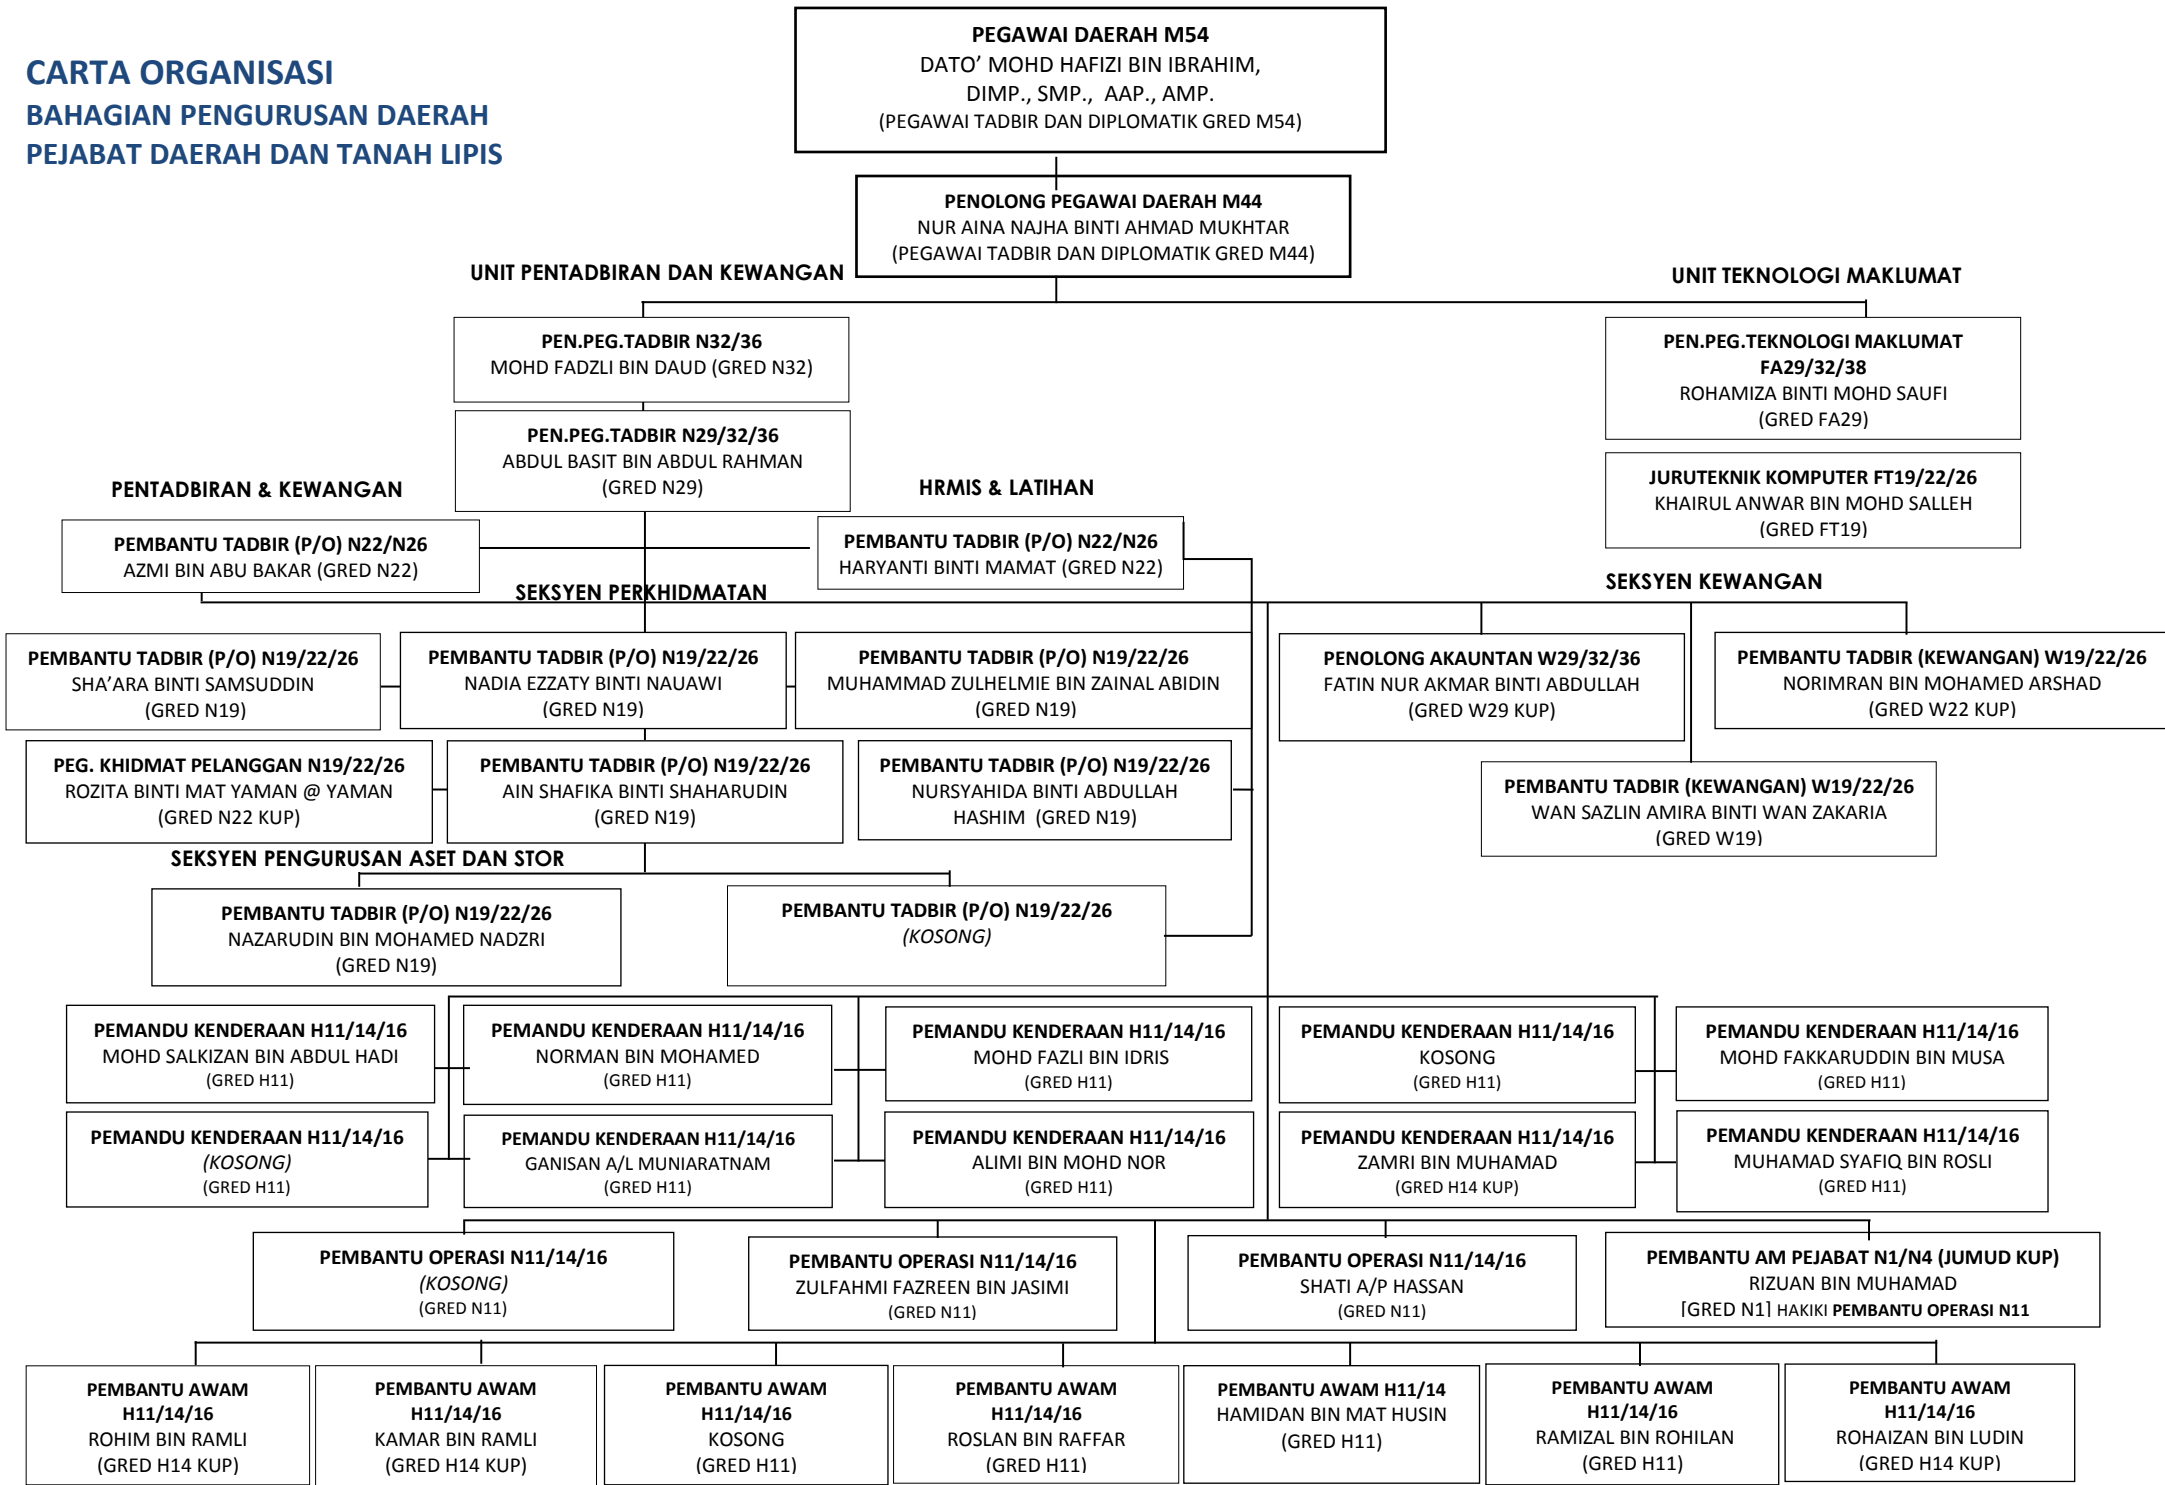 CARTA ORGANISASI
BAHAGIAN PENGURUSAN DAERAH
PEJABAT DAERAH DAN TANAH LIPIS
PEGAWAI DAERAH M54
DATO’ MOHD HAFIZI BIN IBRAHIM,
DIMP., SMP., AAP., AMP.
(PEGAWAI TADBIR DAN DIPLOMATIK GRED M54)
PENOLONG PEGAWAI DAERAH M44
NUR AINA NAJHA BINTI AHMAD MUKHTAR
(PEGAWAI TADBIR DAN DIPLOMATIK GRED M44)
UNIT PENTADBIRAN DAN KEWANGAN
UNIT TEKNOLOGI MAKLUMAT
PEN.PEG.TADBIR N32/36
MOHD FADZLI BIN DAUD (GRED N32)
PEN.PEG.TEKNOLOGI MAKLUMAT
FA29/32/38
ROHAMIZA BINTI MOHD SAUFI
(GRED FA29)
PEN.PEG.TADBIR N29/32/36
ABDUL BASIT BIN ABDUL RAHMAN
(GRED N29)
JURUTEKNIK KOMPUTER FT19/22/26
KHAIRUL ANWAR BIN MOHD SALLEH
(GRED FT19)
PENTADBIRAN & KEWANGAN
HRMIS & LATIHAN
PEMBANTU TADBIR (P/O) N22/N26
AZMI BIN ABU BAKAR (GRED N22)
PEMBANTU TADBIR (P/O) N22/N26
HARYANTI BINTI MAMAT (GRED N22)
SEKSYEN PERKHIDMATAN
SEKSYEN KEWANGAN
PEMBANTU TADBIR (P/O) N19/22/26
SHA’ARA BINTI SAMSUDDIN
(GRED N19)
PEMBANTU TADBIR (P/O) N19/22/26
NADIA EZZATY BINTI NAUAWI
(GRED N19)
PEMBANTU TADBIR (P/O) N19/22/26
MUHAMMAD ZULHELMIE BIN ZAINAL ABIDIN
(GRED N19)
PENOLONG AKAUNTAN W29/32/36
FATIN NUR AKMAR BINTI ABDULLAH
(GRED W29 KUP)
PEMBANTU TADBIR (KEWANGAN) W19/22/26
NORIMRAN BIN MOHAMED ARSHAD
(GRED W22 KUP)
PEG. KHIDMAT PELANGGAN N19/22/26
ROZITA BINTI MAT YAMAN @ YAMAN
(GRED N22 KUP)
PEMBANTU TADBIR (P/O) N19/22/26
AIN SHAFIKA BINTI SHAHARUDIN
(GRED N19)
PEMBANTU TADBIR (P/O) N19/22/26
NURSYAHIDA BINTI ABDULLAH
HASHIM (GRED N19)
PEMBANTU TADBIR (KEWANGAN) W19/22/26
WAN SAZLIN AMIRA BINTI WAN ZAKARIA
(GRED W19)
SEKSYEN PENGURUSAN ASET DAN STOR
PEMBANTU TADBIR (P/O) N19/22/26
NAZARUDIN BIN MOHAMED NADZRI
(GRED N19)
PEMBANTU TADBIR (P/O) N19/22/26
(KOSONG)
PEMANDU KENDERAAN H11/14/16
MOHD SALKIZAN BIN ABDUL HADI
(GRED H11)
PEMANDU KENDERAAN H11/14/16
NORMAN BIN MOHAMED
(GRED H11)
PEMANDU KENDERAAN H11/14/16
MOHD FAZLI BIN IDRIS
(GRED H11)
PEMANDU KENDERAAN H11/14/16
KOSONG
(GRED H11)
PEMANDU KENDERAAN H11/14/16
MOHD FAKKARUDDIN BIN MUSA
(GRED H11)
PEMANDU KENDERAAN H11/14/16
(KOSONG)
(GRED H11)
PEMANDU KENDERAAN H11/14/16
GANISAN A/L MUNIARATNAM
(GRED H11)
PEMANDU KENDERAAN H11/14/16
ALIMI BIN MOHD NOR
(GRED H11)
PEMANDU KENDERAAN H11/14/16
ZAMRI BIN MUHAMAD
(GRED H14 KUP)
PEMANDU KENDERAAN H11/14/16
MUHAMAD SYAFIQ BIN ROSLI
(GRED H11)
PEMBANTU OPERASI N11/14/16
(KOSONG)
(GRED N11)
PEMBANTU OPERASI N11/14/16
ZULFAHMI FAZREEN BIN JASIMI
(GRED N11)
PEMBANTU OPERASI N11/14/16
SHATI A/P HASSAN
(GRED N11)
PEMBANTU AM PEJABAT N1/N4 (JUMUD KUP)
RIZUAN BIN MUHAMAD
[GRED N1] HAKIKI PEMBANTU OPERASI N11
PEMBANTU AWAM
H11/14/16
ROHIM BIN RAMLI
(GRED H14 KUP)
PEMBANTU AWAM
H11/14/16
KAMAR BIN RAMLI
(GRED H14 KUP)
PEMBANTU AWAM
H11/14/16
KOSONG
(GRED H11)
PEMBANTU AWAM
H11/14/16
ROSLAN BIN RAFFAR
(GRED H11)
PEMBANTU AWAM H11/14
HAMIDAN BIN MAT HUSIN
(GRED H11)
PEMBANTU AWAM
H11/14/16
RAMIZAL BIN ROHILAN
(GRED H11)
PEMBANTU AWAM
H11/14/16
ROHAIZAN BIN LUDIN
(GRED H14 KUP)